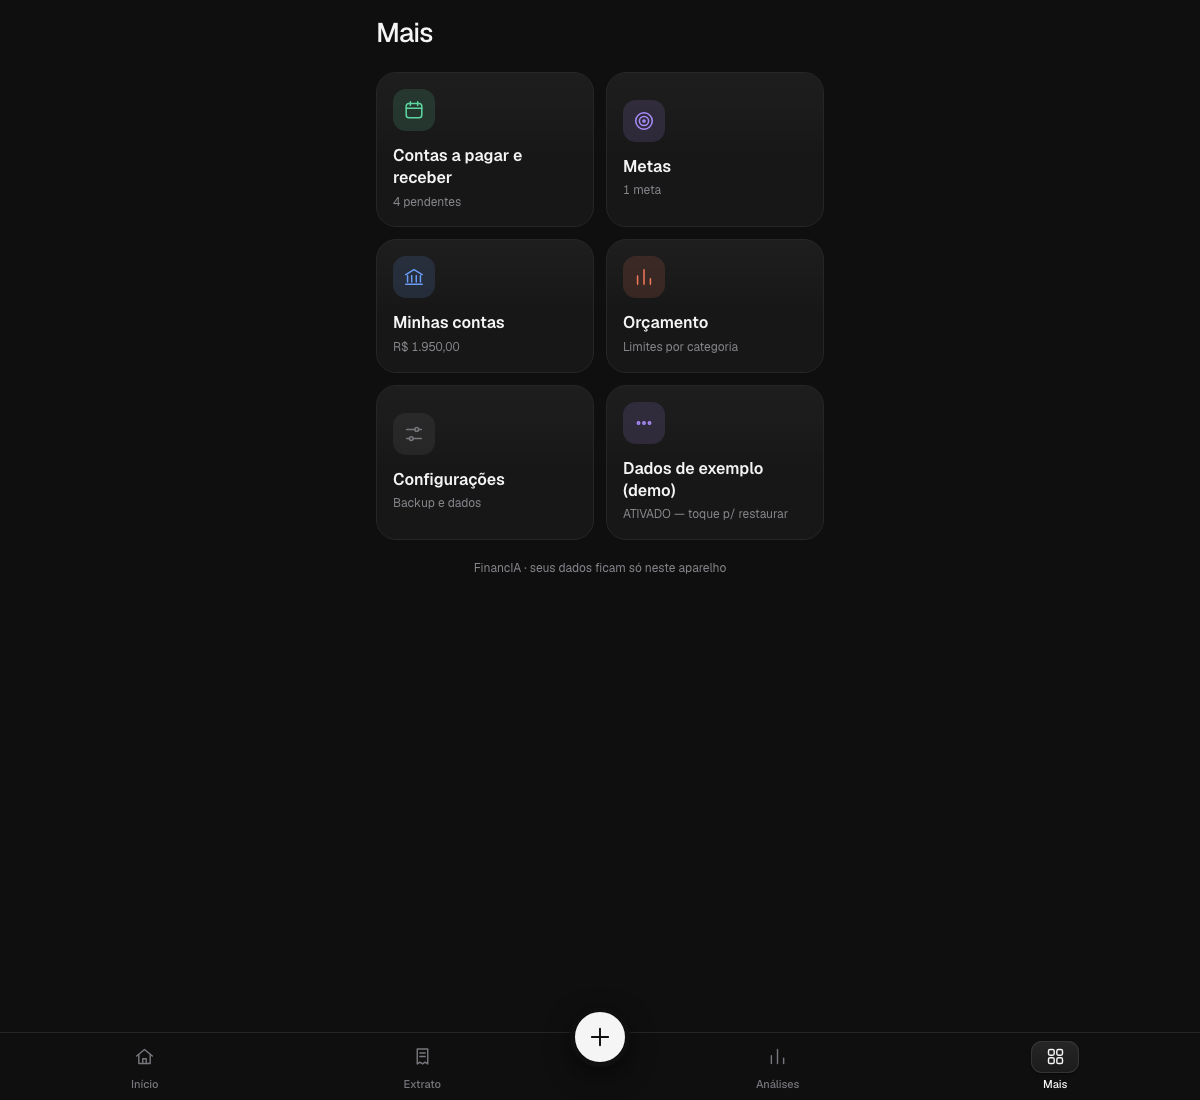 Mais
Contas a pagar e
receber
4 pendentes
Metas
1 meta
Minhas contas
R$ 1.950,00
Orçamento
Limites por categoria
Configurações
Backup e dados
Dados de exemplo
(demo)
ATIVADO — toque p/ restaurar
FinancIA · seus dados ficam só neste aparelho
Início
Extrato
Análises
Mais